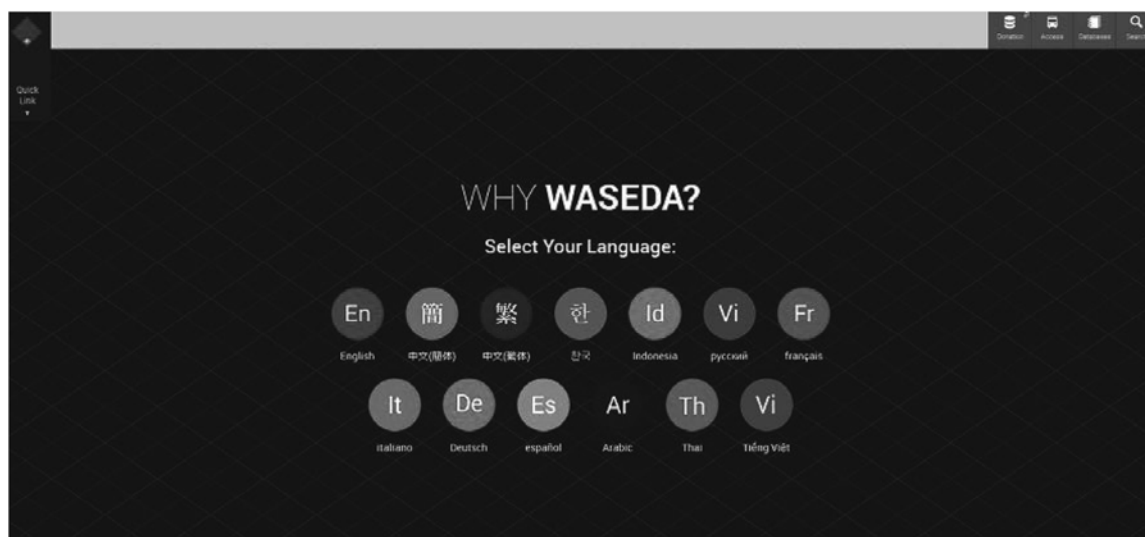 Donation Access Databases Search
Quick
Link
WHY WASEDA?
Select Your Language:
En 簡 繁 한 Id Vi Fr
English 中文(簡体) 中文(繁体) 한국 Indonesia русский français
It De Es Ar Th Vi
italiano Deutsch español Arabic Thai Tiếng Việt